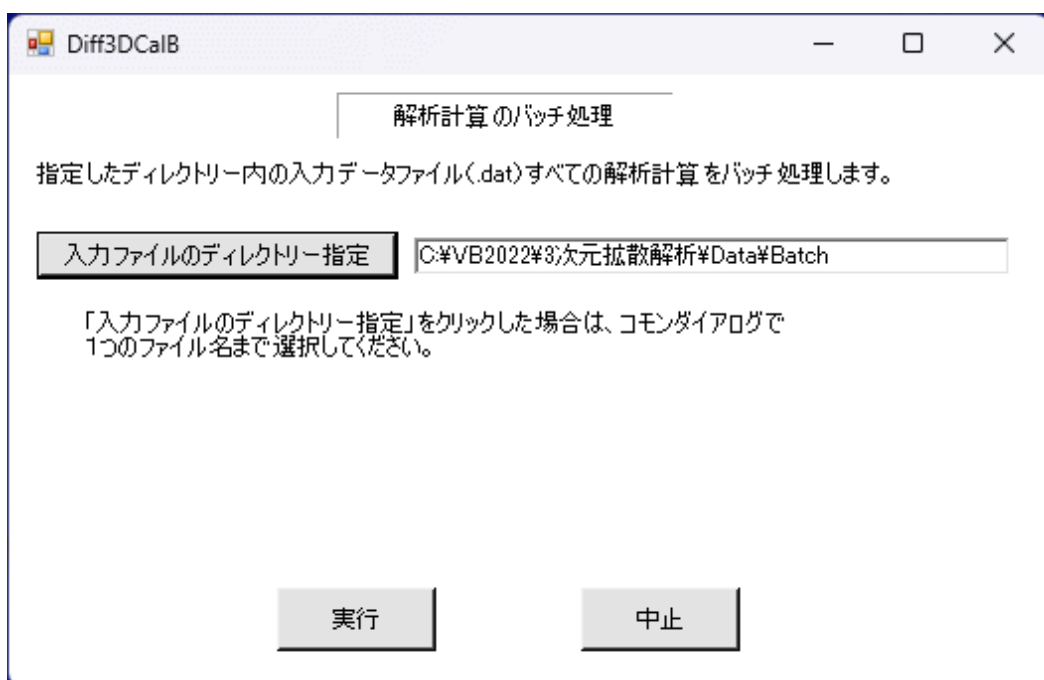 Diff3DCalB
解析計算のバッチ処理
指定したディレクトリー内の入力データファイル(.dat)すべての解析計算をバッチ処理します。
入力ファイルのディレクトリー指定
C:¥VB2022¥3次元拡散解析¥Data¥Batch
「入力ファイルのディレクトリー指定」をクリックした場合は、コモンダイアログで
1つのファイル名まで選択してください。
実行
中止